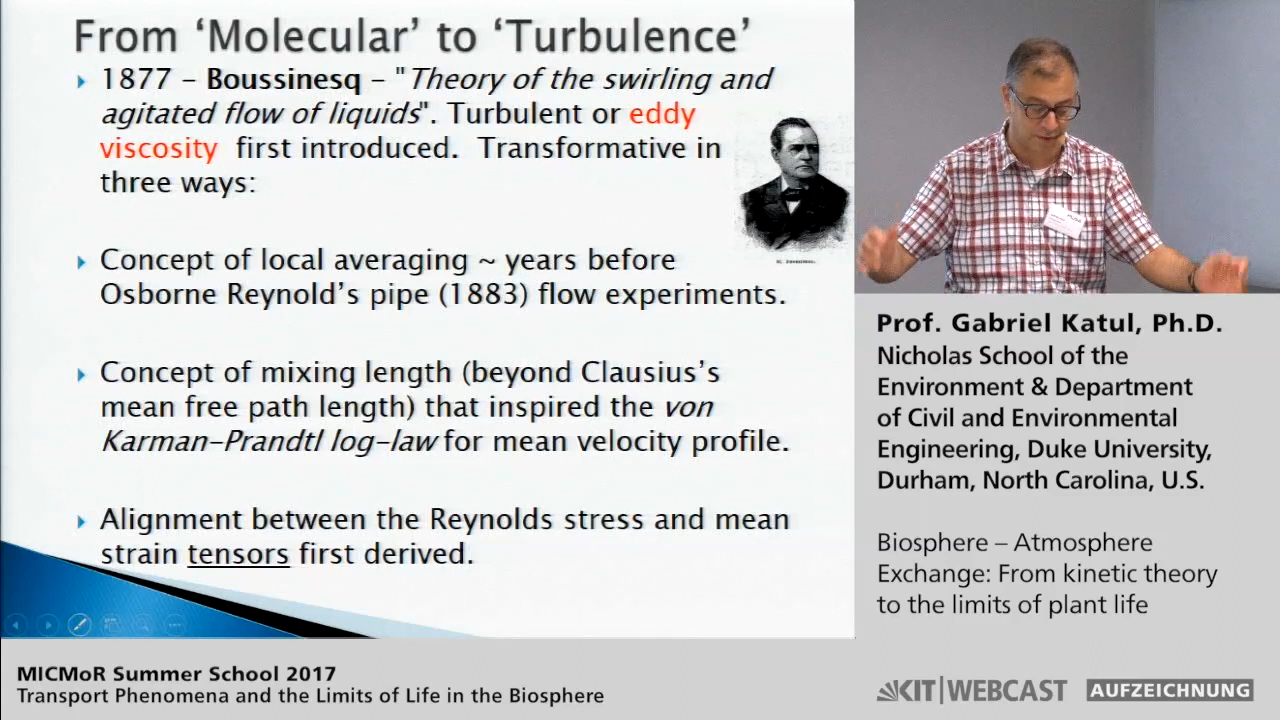 From ‘Molecular’ to ‘Turbulence’
1877 – Boussinesq – "Theory of the swirling and
agitated flow of liquids". Turbulent or eddy
viscosity first introduced. Transformative in
three ways:
Concept of local averaging ~ years before
Osborne Reynold’s pipe (1883) flow experiments.
Concept of mixing length (beyond Clausius’s
mean free path length) that inspired the von
Karman–Prandtl log–law for mean velocity profile.
Alignment between the Reynolds stress and mean
strain tensors first derived.
Prof. Gabriel Katul, Ph.D.
Nicholas School of the
Environment & Department
of Civil and Environmental
Engineering, Duke University,
Durham, North Carolina, U.S.
Biosphere – Atmosphere
Exchange: From kinetic theory
to the limits of plant life
MICMoR Summer School 2017
Transport Phenomena and the Limits of Life in the Biosphere
KIT|WEBCAST AUFZEICHNUNG